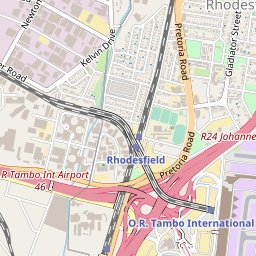 Rhodesf
Newton
Kelvin Drive
Pretoria Road
Gladiator Street
er Road
R24 Johanne
Rhodesfield
Pretoria Road
R Tambo Int Airport
46
O.R. Tambo International